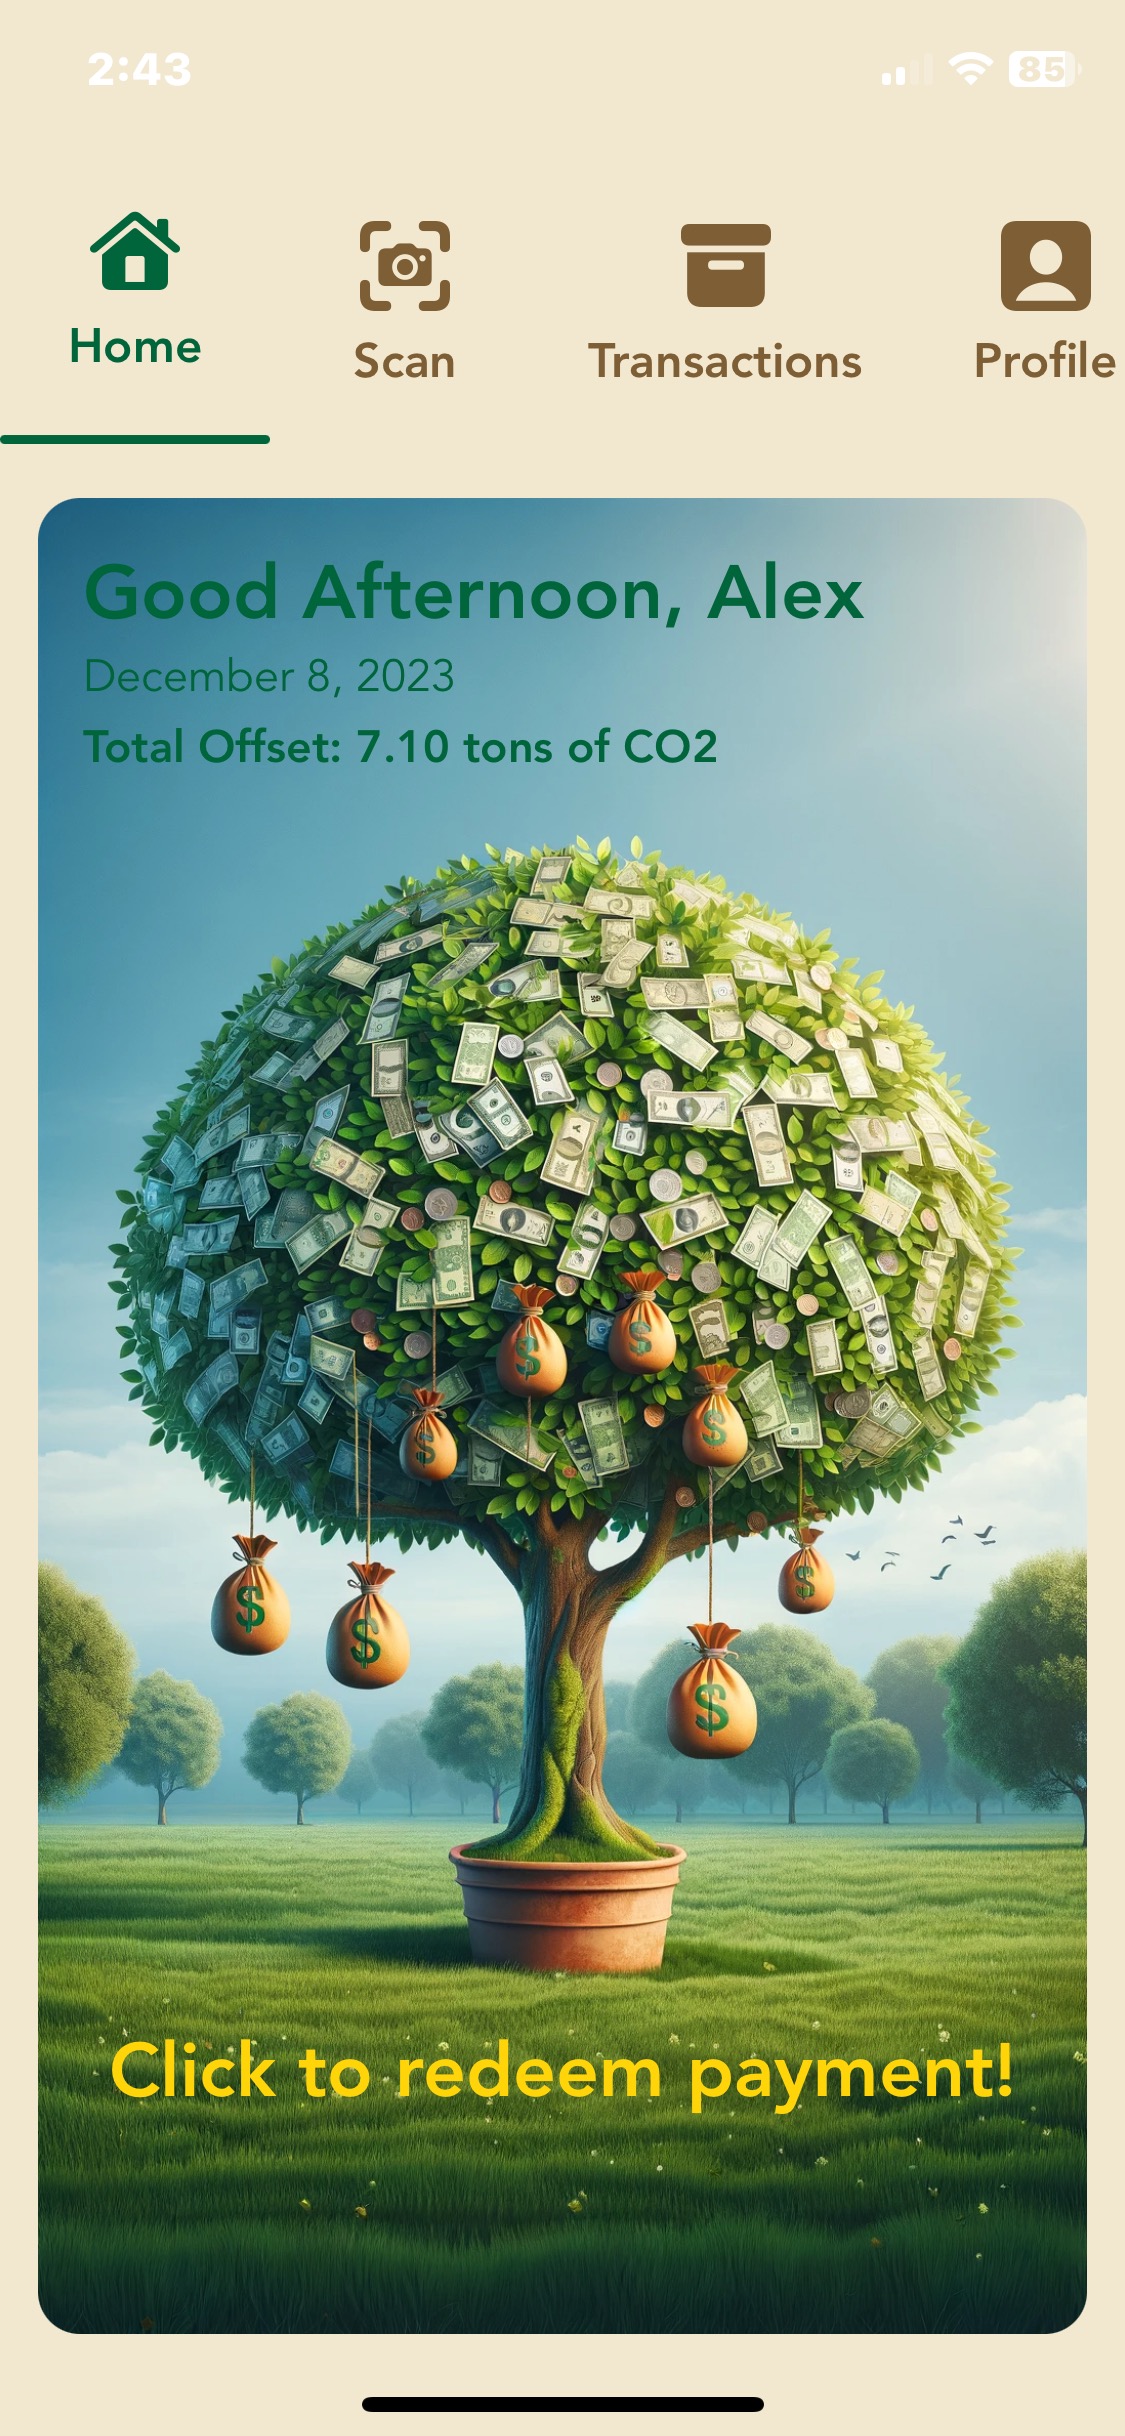 2:43
85
Home
Scan
Transactions
Profile
Good Afternoon, Alex
December 8, 2023
Total Offset: 7.10 tons of CO2
$
$
$
$
$
$
$
$
Click to redeem payment!